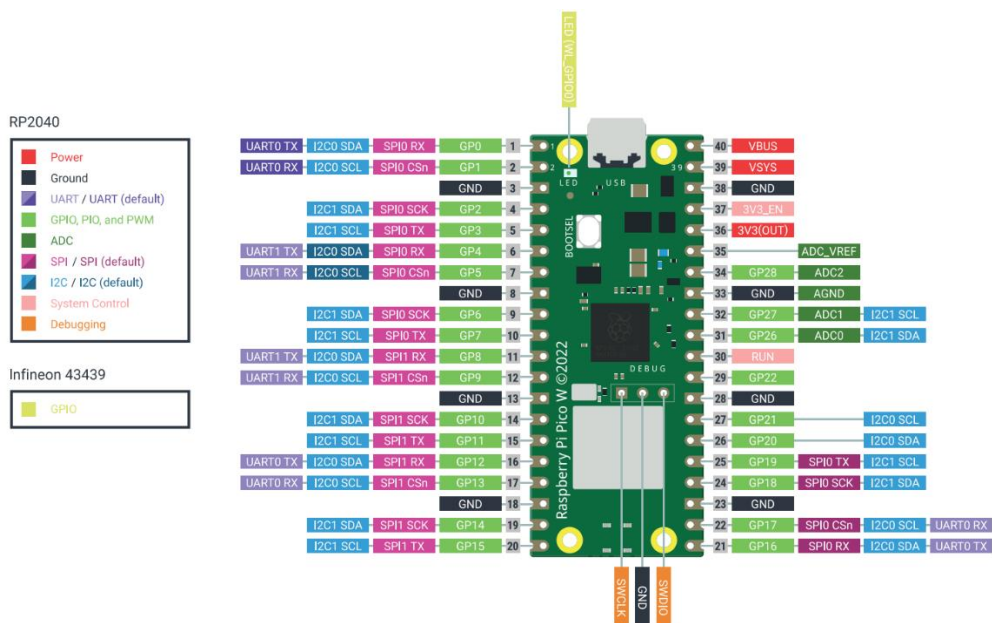 LED (WL_GPIO0)
RP2040
Power
Ground
UART / UART (default)
GPIO, PIO, and PWM
ADC
SPI / SPI (default)
I2C / I2C (default)
System Control
Debugging
Infineon 43439
GPIO
UART0 TX I2C0 SDA SPI0 RX GP0 1
UART0 RX I2C0 SCL SPI0 CSn GP1 2
GND 3
I2C1 SDA SPI0 SCK GP2 4
I2C1 SCL SPI0 TX GP3 5
UART1 TX I2C0 SDA SPI0 RX GP4 6
UART1 RX I2C0 SCL SPI0 CSn GP5 7
GND 8
I2C1 SDA SPI0 SCK GP6 9
I2C1 SCL SPI0 TX GP7 10
UART1 TX I2C0 SDA SPI1 RX GP8 11
UART1 RX I2C0 SCL SPI1 CSn GP9 12
GND 13
I2C1 SDA SPI1 SCK GP10 14
I2C1 SCL SPI1 TX GP11 15
UART0 TX I2C0 SDA SPI1 RX GP12 16
UART0 RX I2C0 SCL SPI1 CSn GP13 17
GND 18
I2C1 SDA SPI1 SCK GP14 19
I2C1 SCL SPI1 TX GP15 20
1
2
39
LED
USB
BOOTSEL
DEBUG
Raspberry Pi Pico W ©2022
40 VBUS
39 VSYS
38 GND
37 3V3_EN
36 3V3(OUT)
35 ADC_VREF
34 GP28 ADC2
33 GND AGND
32 GP27 ADC1 I2C1 SCL
31 GP26 ADC0 I2C1 SDA
30 RUN
29 GP22
28 GND
27 GP21 I2C0 SCL
26 GP20 I2C0 SDA
25 GP19 SPI0 TX I2C1 SCL
24 GP18 SPI0 SCK I2C1 SDA
23 GND
22 GP17 SPI0 CSn I2C0 SCL UART0 RX
21 GP16 SPI0 RX I2C0 SDA UART0 TX
SWCLK
GND
SWDIO